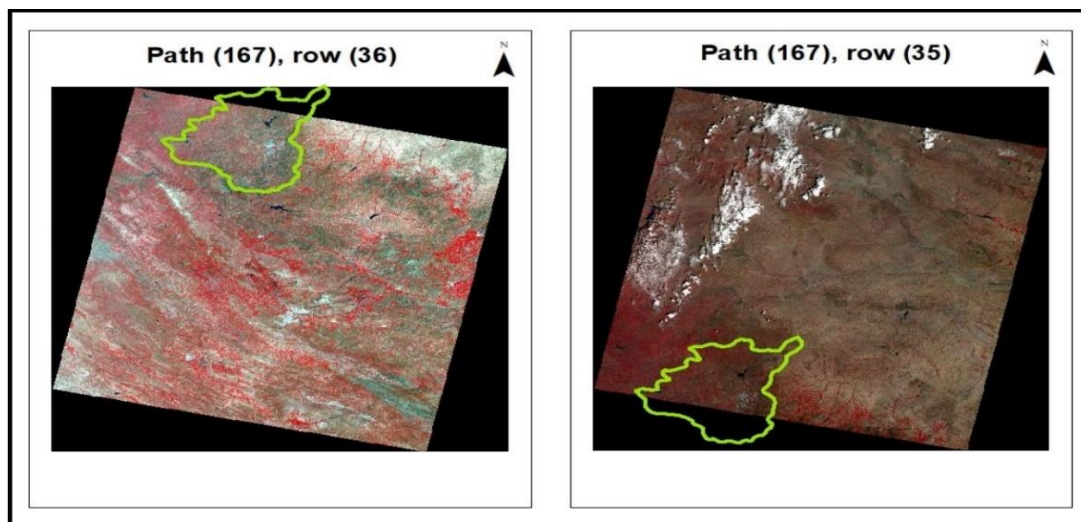 Path (167), row (36)
N
Path (167), row (35)
N